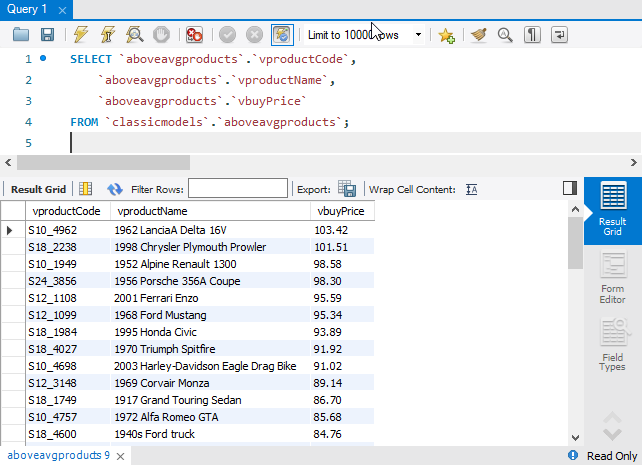 Query 1
Limit to 10000 rows
1 SELECT `aboveavgproducts`.`vproductCode`,
2 `aboveavgproducts`.`vproductName`,
3 `aboveavgproducts`.`vbuyPrice`
4 FROM `classicmodels`.`aboveavgproducts`;
5
Result Grid Filter Rows: Export: Wrap Cell Content:
vproductCode vproductName vbuyPrice
S10_4962 1962 LanciaA Delta 16V 103.42
S18_2238 1998 Chrysler Plymouth Prowler 101.51
S10_1949 1952 Alpine Renault 1300 98.58
S24_3856 1956 Porsche 356A Coupe 98.30
S12_1108 2001 Ferrari Enzo 95.59
S12_1099 1968 Ford Mustang 95.34
S18_1984 1995 Honda Civic 93.89
S18_4027 1970 Triumph Spitfire 91.92
S10_4698 2003 Harley-Davidson Eagle Drag Bike 91.02
S12_3148 1969 Corvair Monza 89.14
S18_1749 1917 Grand Touring Sedan 86.70
S10_4757 1972 Alfa Romeo GTA 85.68
S18_4600 1940s Ford truck 84.76
Result
Grid
Form
Editor
Field
Types
aboveavgproducts 9
Read Only